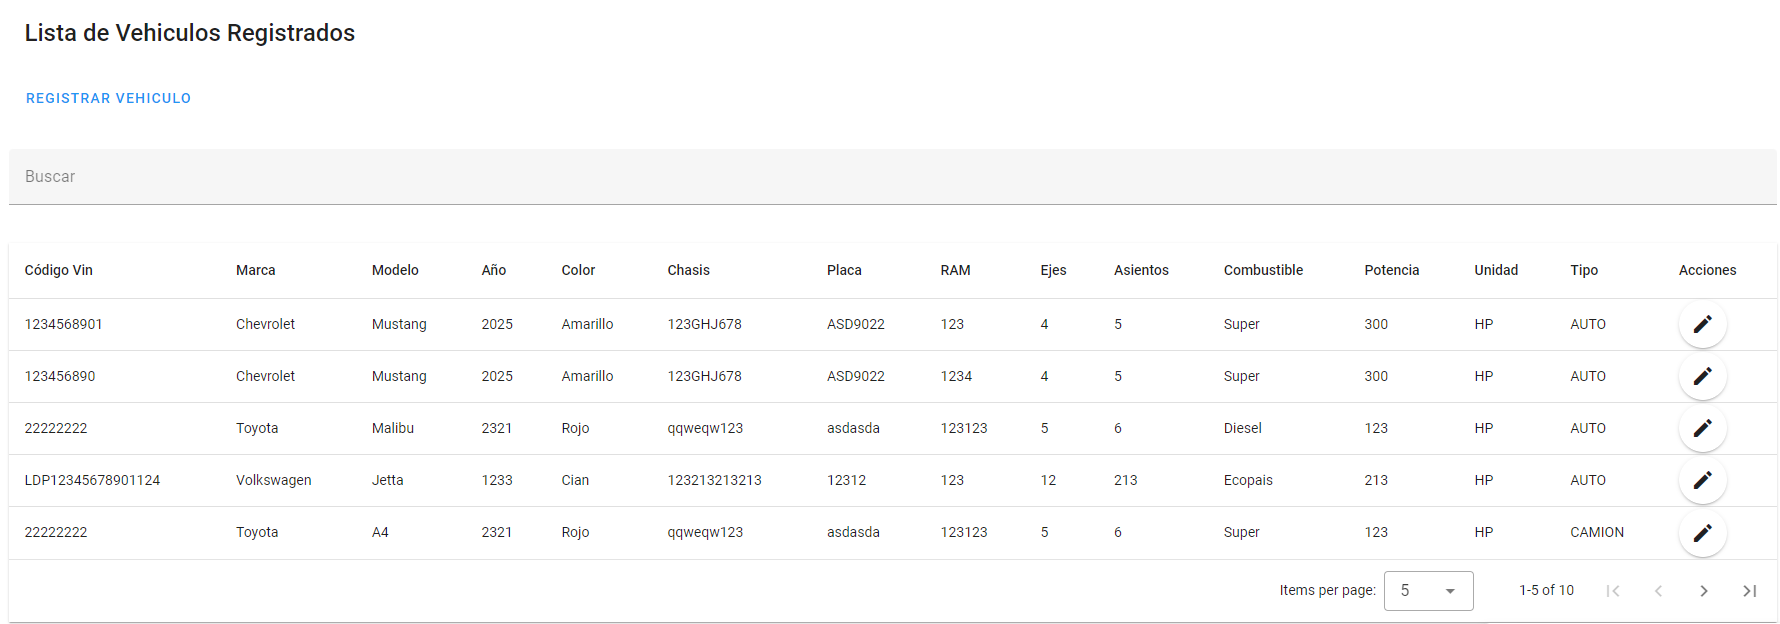 Lista de Vehiculos Registrados
REGISTRAR VEHICULO
Buscar
Código Vin Marca Modelo Año Color Chasis Placa RAM Ejes Asientos Combustible Potencia Unidad Tipo Acciones
1234568901 Chevrolet Mustang 2025 Amarillo 123GHJ678 ASD9022 123 4 5 Super 300 HP AUTO
123456890 Chevrolet Mustang 2025 Amarillo 123GHJ678 ASD9022 1234 4 5 Super 300 HP AUTO
22222222 Toyota Malibu 2321 Rojo qqweqw123 asdasda 123123 5 6 Diesel 123 HP AUTO
LDP12345678901124 Volkswagen Jetta 1233 Cian 123213213213 12312 123 12 213 Ecopais 213 HP AUTO
22222222 Toyota A4 2321 Rojo qqweqw123 asdasda 123123 5 6 Super 123 HP CAMION
Items per page: 5 1-5 of 10